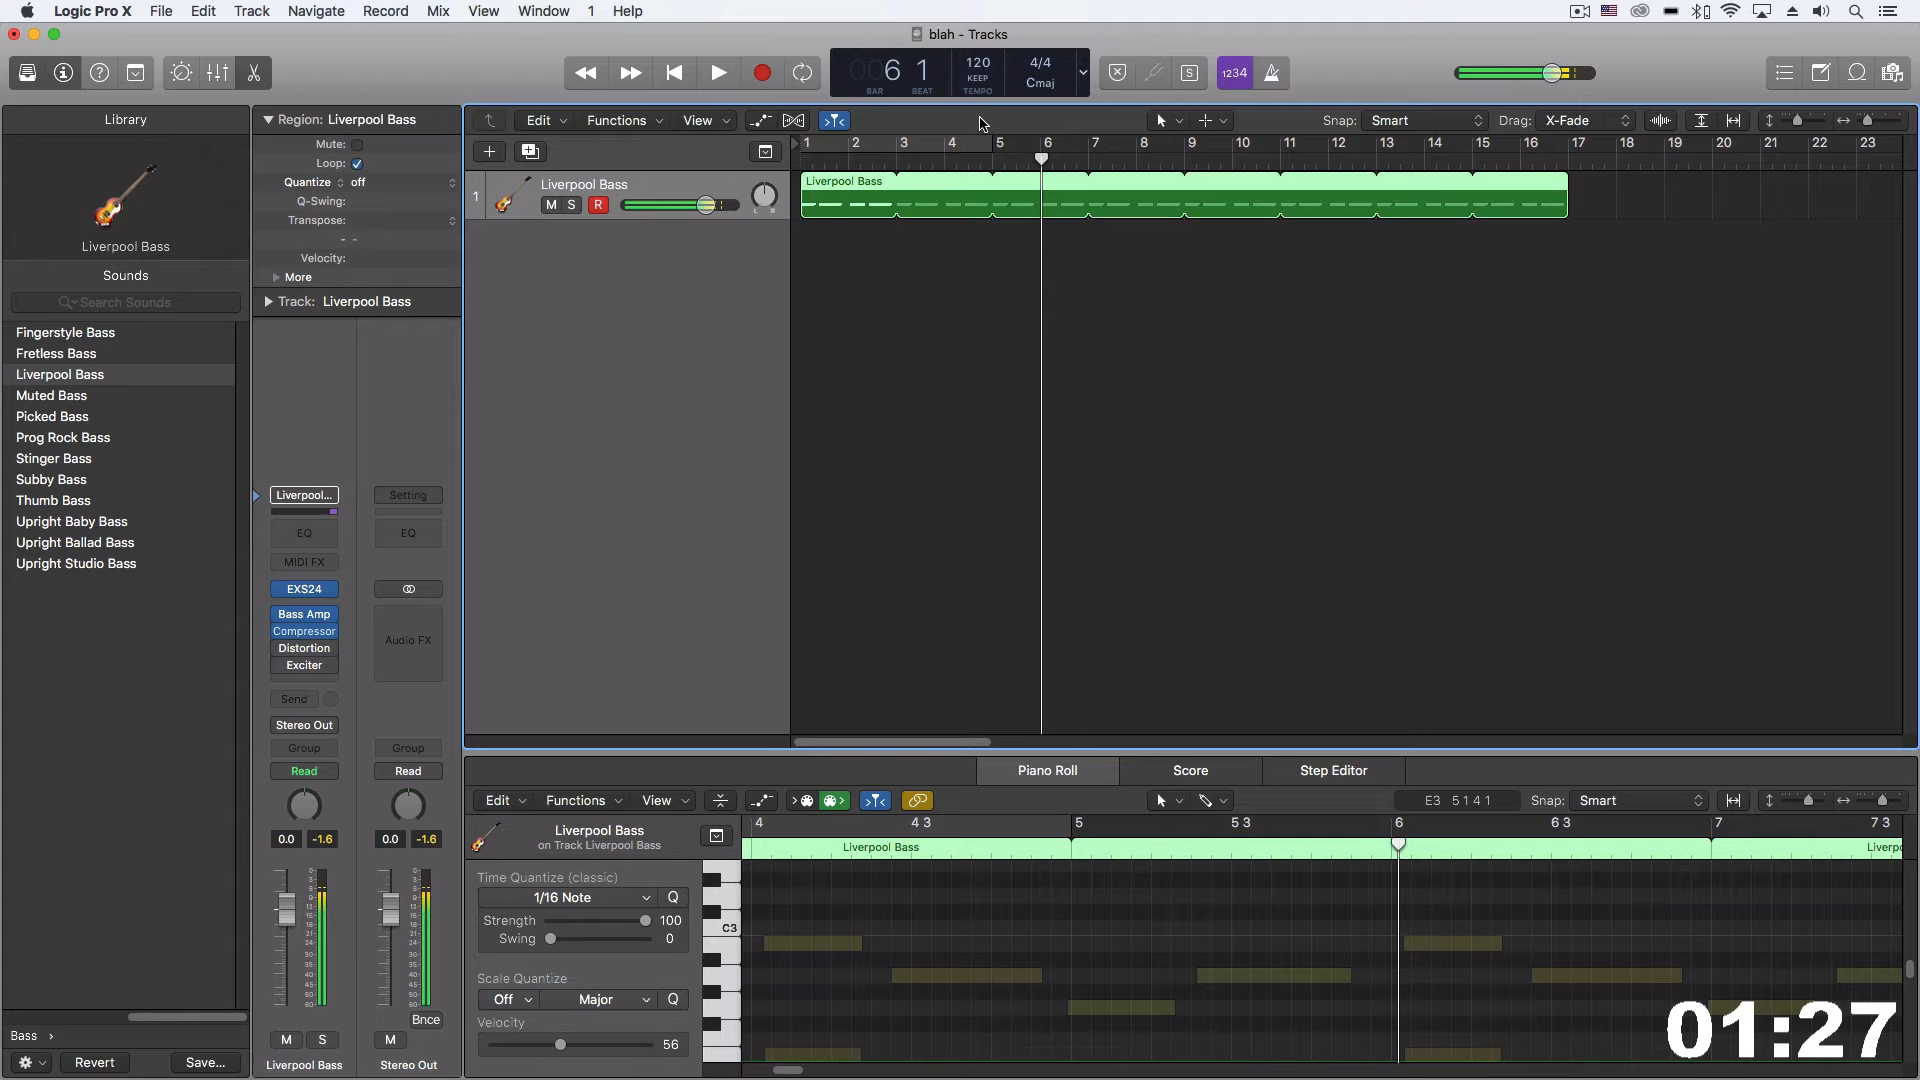 Logic Pro X File Edit Track Navigate Record Mix View Window 1 Help
blah - Tracks
6 1 120 4/4
KEEP Cmaj
BAR BEAT TEMPO
1234
S
Library
Region: Liverpool Bass
Edit Functions View
Snap: Smart Drag: X-Fade
Mute:
Loop:
Quantize off
Q-Swing:
Transpose:
Velocity:
More
Track: Liverpool Bass
1 2 3 4 5 6 7 8 9 10 11 12 13 14 15 16 17 18 19 20 21 22 23
1 Liverpool Bass
M S R
L R
Liverpool Bass
Liverpool Bass
Sounds
Search Sounds
Fingerstyle Bass
Fretless Bass
Liverpool Bass
Muted Bass
Picked Bass
Prog Rock Bass
Stinger Bass
Subby Bass
Thumb Bass
Upright Baby Bass
Upright Ballad Bass
Upright Studio Bass
Liverpool... Setting
EQ EQ
MIDI FX
EXS24
Bass Amp
Compressor
Distortion
Exciter
Audio FX
Send
Stereo Out
Group Group
Read Read
0.0 -1.6 0.0 -1.6
Bnce
M S M
Liverpool Bass Stereo Out
Bass
Revert Save...
Piano Roll Score Step Editor
Edit Functions View
E3 5 1 4 1 Snap: Smart
4 4 3 5 5 3 6 6 3 7 7 3
Liverpool Bass
on Track Liverpool Bass
Liverpool Bass
Liverpo
Time Quantize (classic)
1/16 Note Q
Strength 100
Swing 0
Scale Quantize
Off Major Q
Velocity
56
C3
01:27